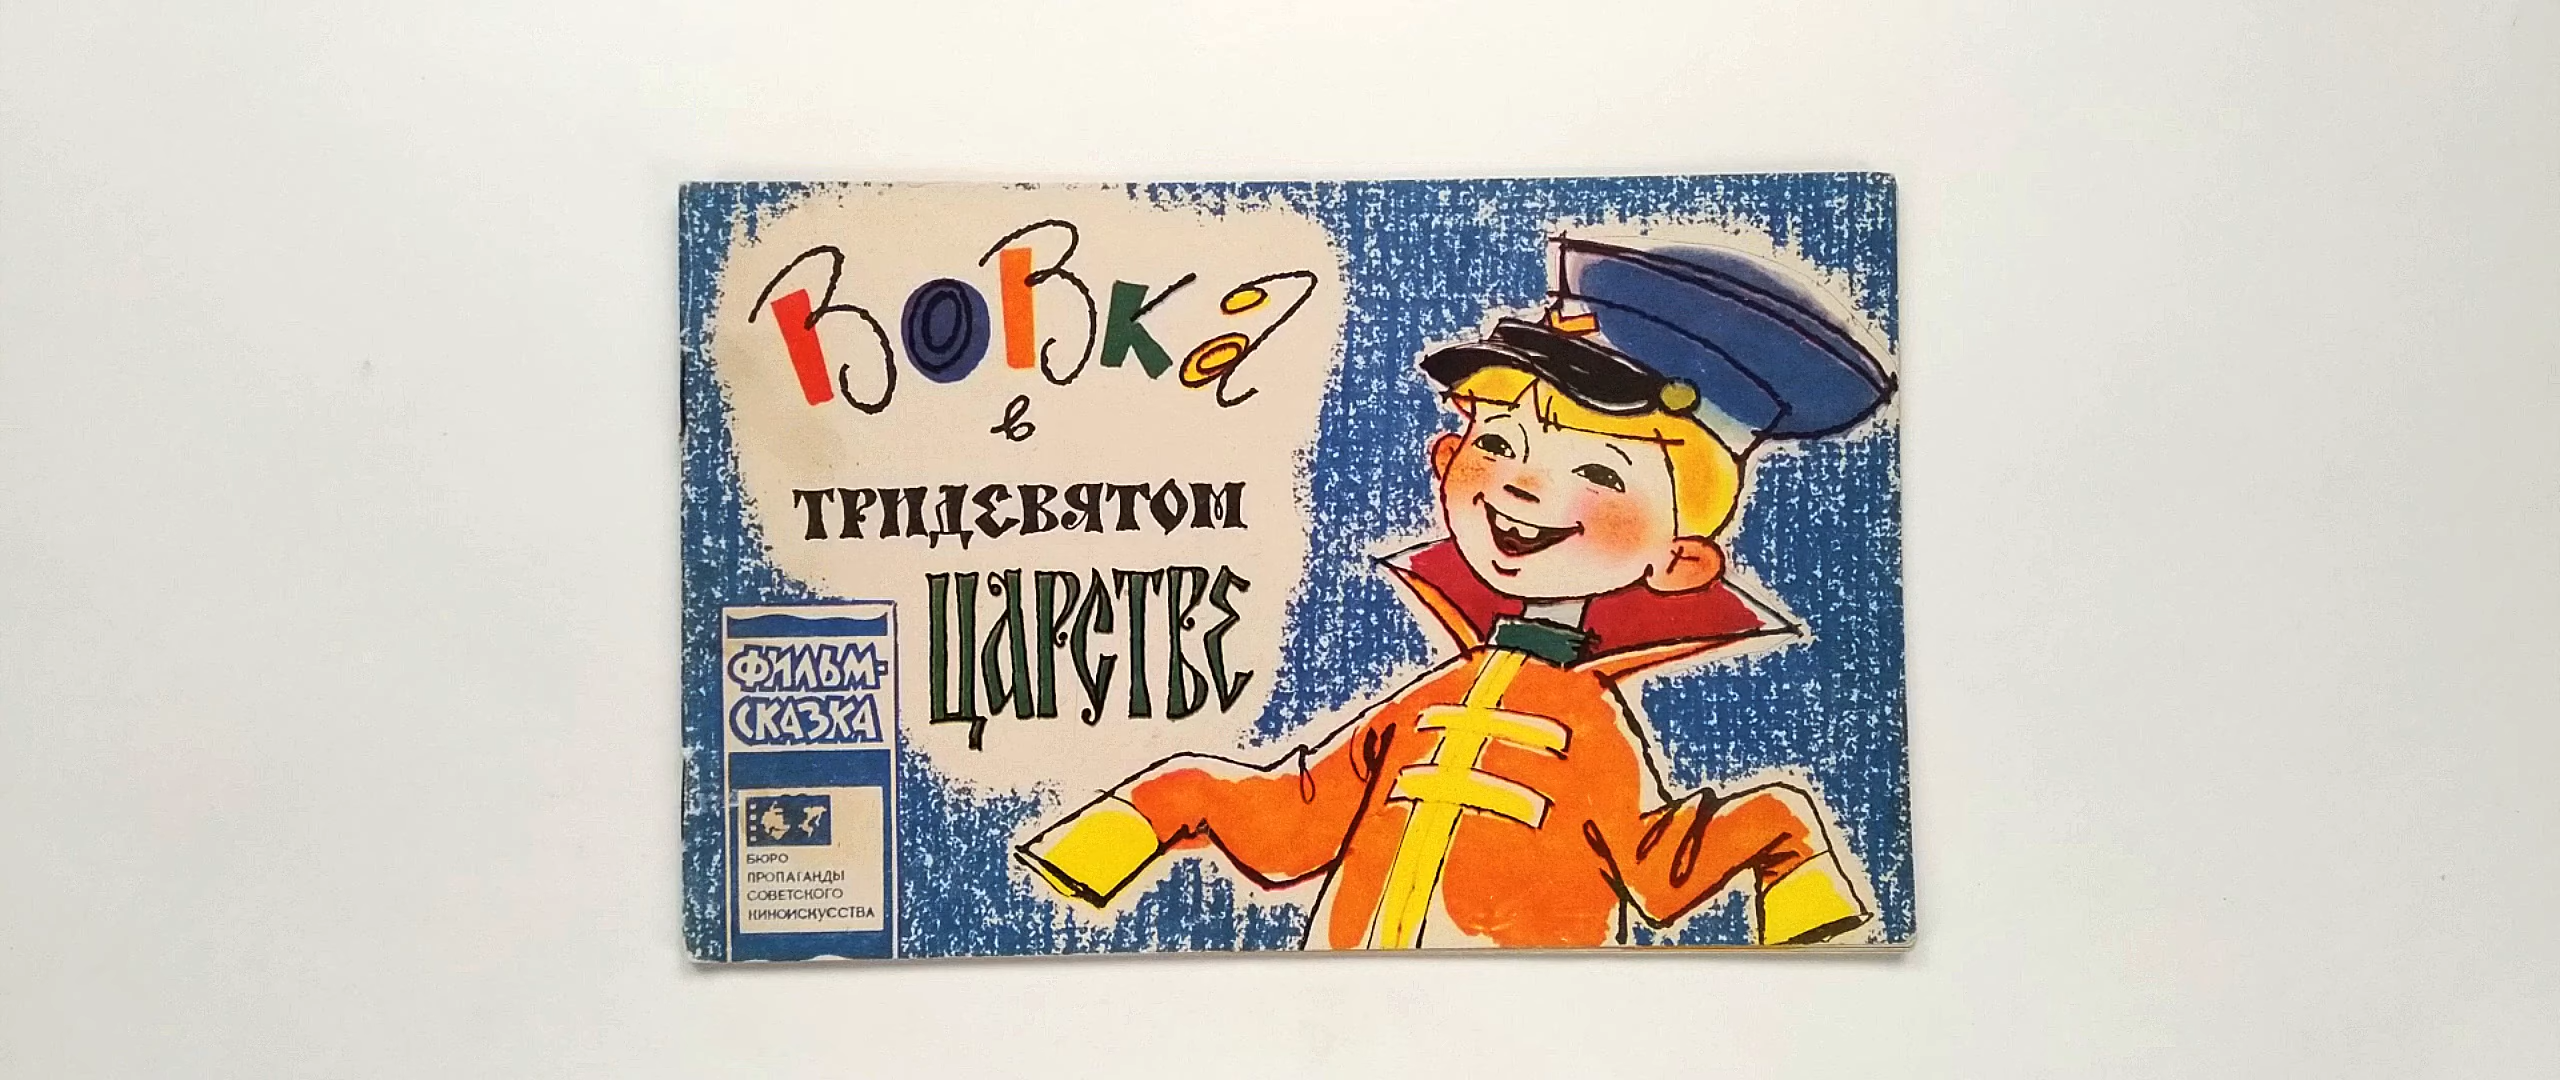 Вовка
в
тридевятом
царстве
ФИЛЬМ-
СКАЗКА
БЮРО
ПРОПАГАНДЫ
СОВЕТСКОГО
КИНОИСКУССТВА